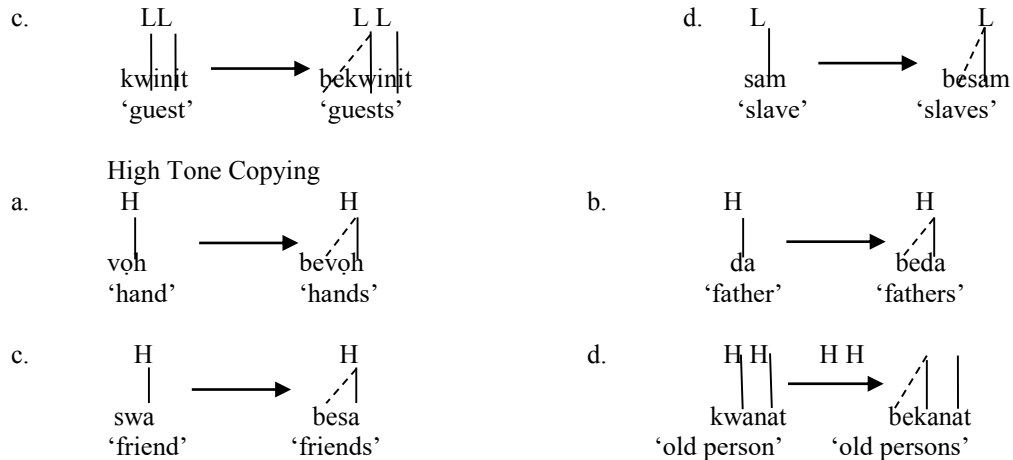 c. LL L L d. L L
kwinit bekwinit sam besam
‘guest’ ‘guests’ ‘slave’ ‘slaves’
High Tone Copying
a. H H b. H H
vọh bevọh da beda
‘hand’ ‘hands’ ‘father’ ‘fathers’
c. H H d. H H H H
swa besa kwanat bekanat
‘friend’ ‘friends’ ‘old person’ ‘old persons’